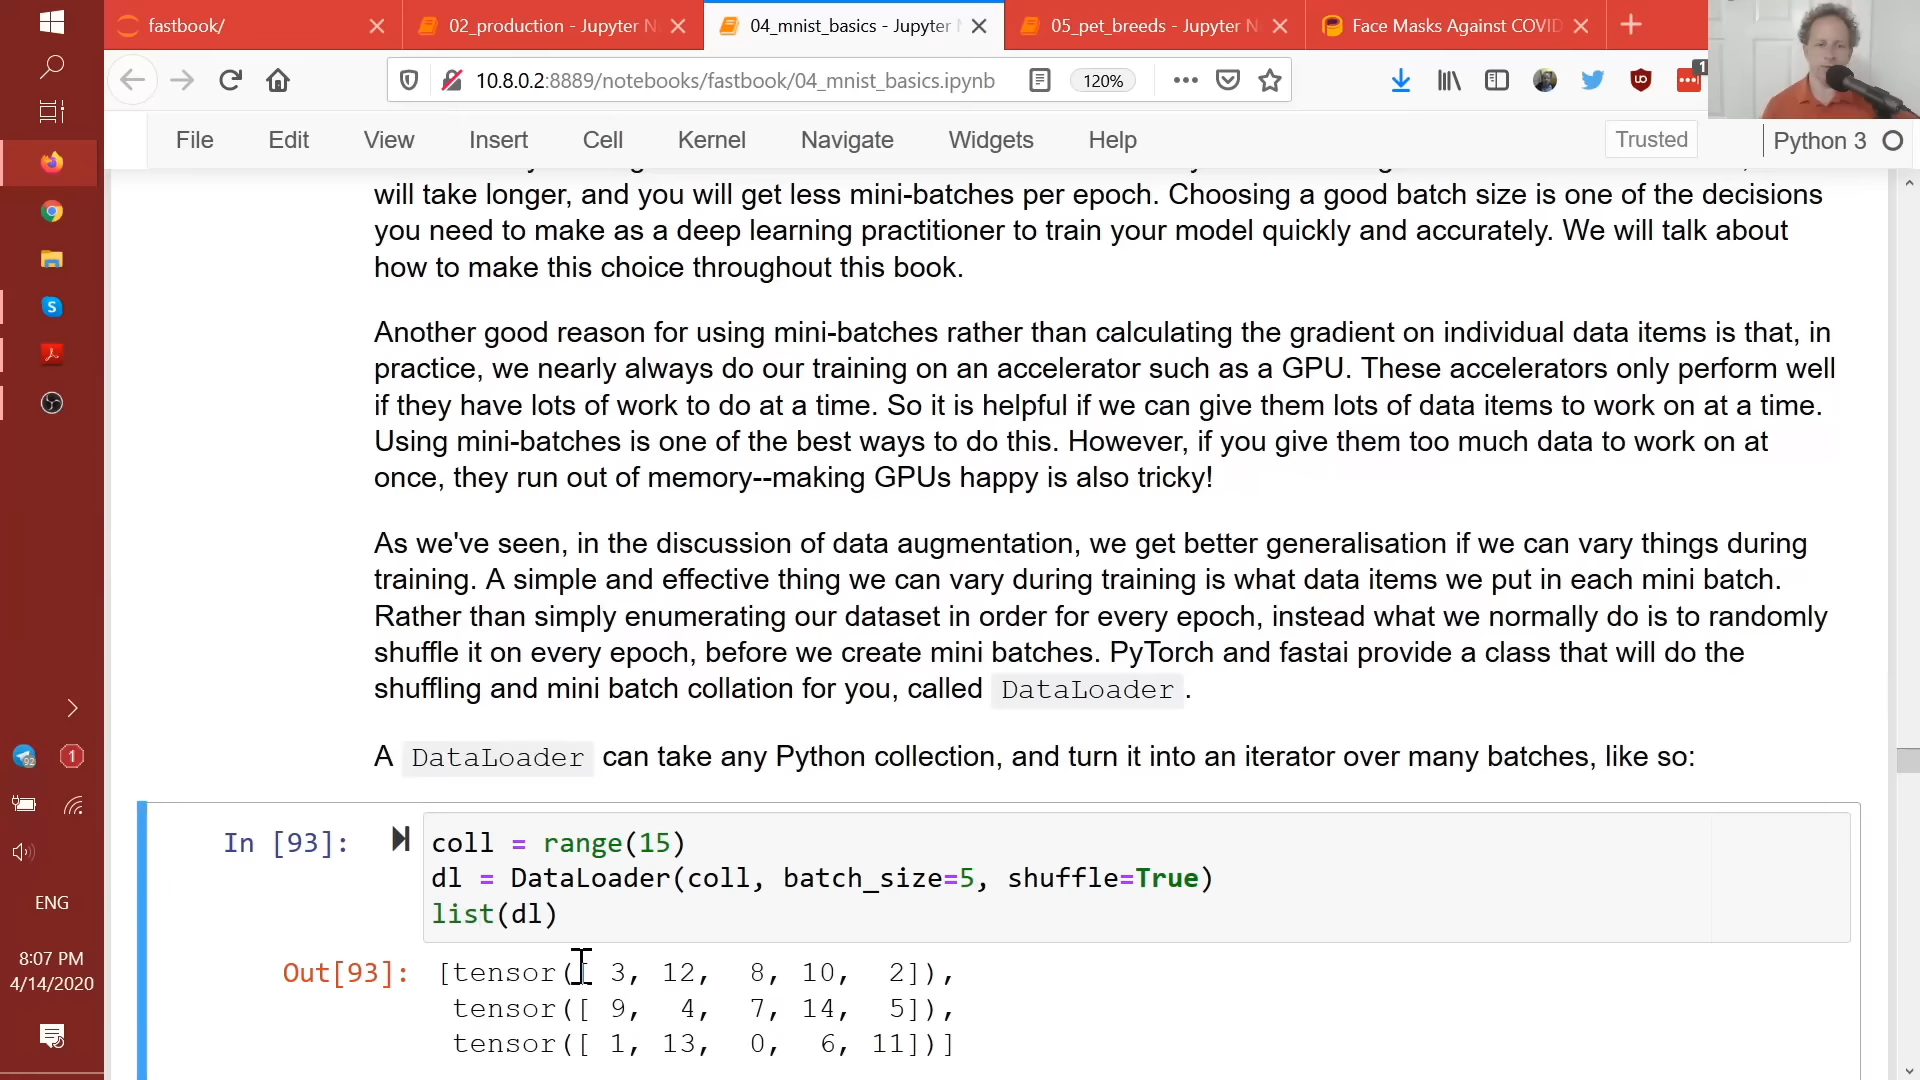 fastbook/
02_production - Jupyter N
04_mnist_basics - Jupyter
05_pet_breeds - Jupyter N
Face Masks Against COVID
10.8.0.2:8889/notebooks/fastbook/04_mnist_basics.ipynb
120%
1
File Edit View Insert Cell Kernel Navigate Widgets Help
Trusted
Python 3
will take longer, and you will get less mini-batches per epoch. Choosing a good batch size is one of the decisions
you need to make as a deep learning practitioner to train your model quickly and accurately. We will talk about
how to make this choice throughout this book.
Another good reason for using mini-batches rather than calculating the gradient on individual data items is that, in
practice, we nearly always do our training on an accelerator such as a GPU. These accelerators only perform well
if they have lots of work to do at a time. So it is helpful if we can give them lots of data items to work on at a time.
Using mini-batches is one of the best ways to do this. However, if you give them too much data to work on at
once, they run out of memory--making GPUs happy is also tricky!
As we've seen, in the discussion of data augmentation, we get better generalisation if we can vary things during
training. A simple and effective thing we can vary during training is what data items we put in each mini batch.
Rather than simply enumerating our dataset in order for every epoch, instead what we normally do is to randomly
shuffle it on every epoch, before we create mini batches. PyTorch and fastai provide a class that will do the
shuffling and mini batch collation for you, called DataLoader.
A DataLoader can take any Python collection, and turn it into an iterator over many batches, like so:
In [93]:
coll = range(15)
dl = DataLoader(coll, batch_size=5, shuffle=True)
list(dl)
Out[93]:
[tensor([ 3, 12,  8, 10,  2]),
tensor([ 9,  4,  7, 14,  5]),
tensor([ 1, 13,  0,  6, 11])]
92
1
ENG
8:07 PM
4/14/2020